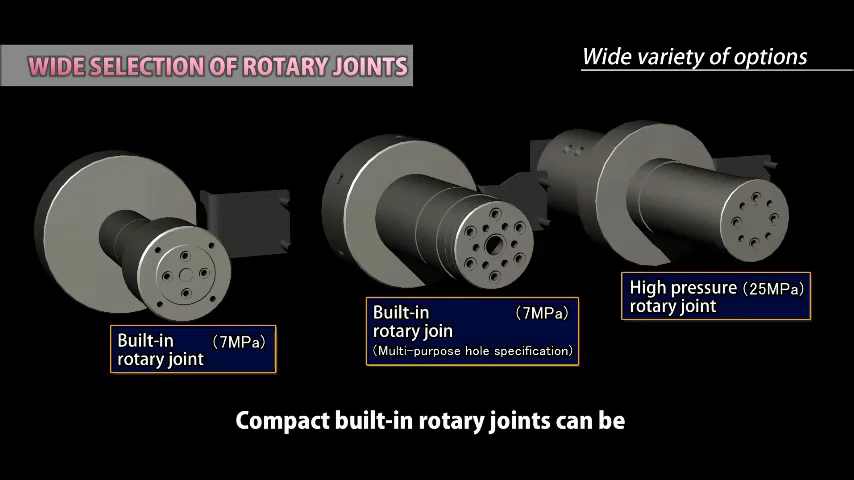 WIDE SELECTION OF ROTARY JOINTS
Wide variety of options
Built-in (7MPa)
rotary joint
Built-in (7MPa)
rotary join
(Multi-purpose hole specification)
High pressure (25MPa)
rotary joint
Compact built-in rotary joints can be